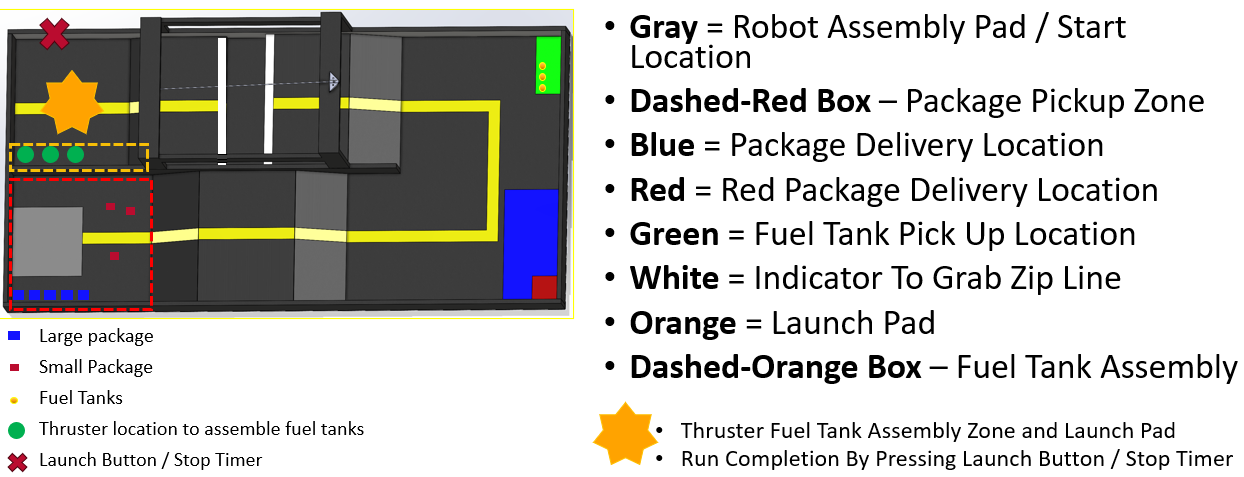 • Gray = Robot Assembly Pad / Start
Location
• Dashed-Red Box – Package Pickup Zone
• Blue = Package Delivery Location
• Red = Red Package Delivery Location
• Green = Fuel Tank Pick Up Location
• White = Indicator To Grab Zip Line
• Orange = Launch Pad
• Dashed-Orange Box – Fuel Tank Assembly
Large package
Small Package
Fuel Tanks
Thruster location to assemble fuel tanks
Launch Button / Stop Timer
• Thruster Fuel Tank Assembly Zone and Launch Pad
• Run Completion By Pressing Launch Button / Stop Timer